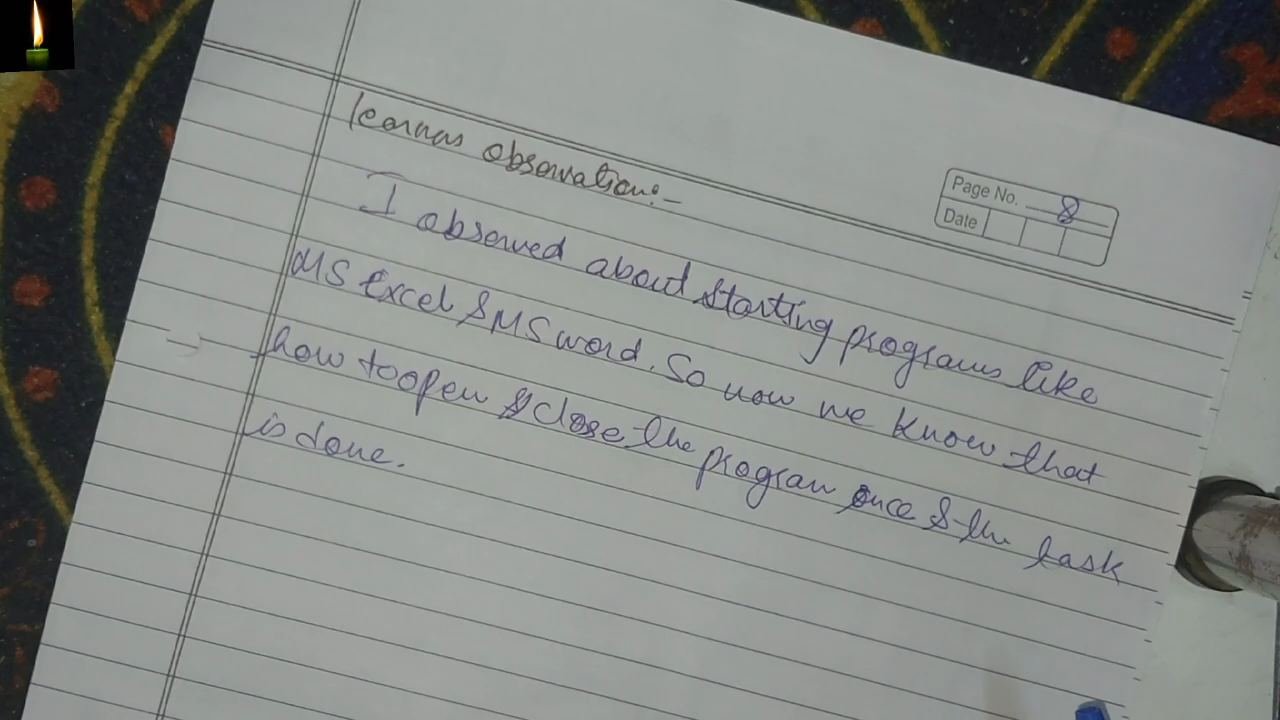 learners observation:-
Page No. 8
Date
I observed about starting programs like
MS Excel & MS word. So now we know that
how to open & close the program once & the task
is done.